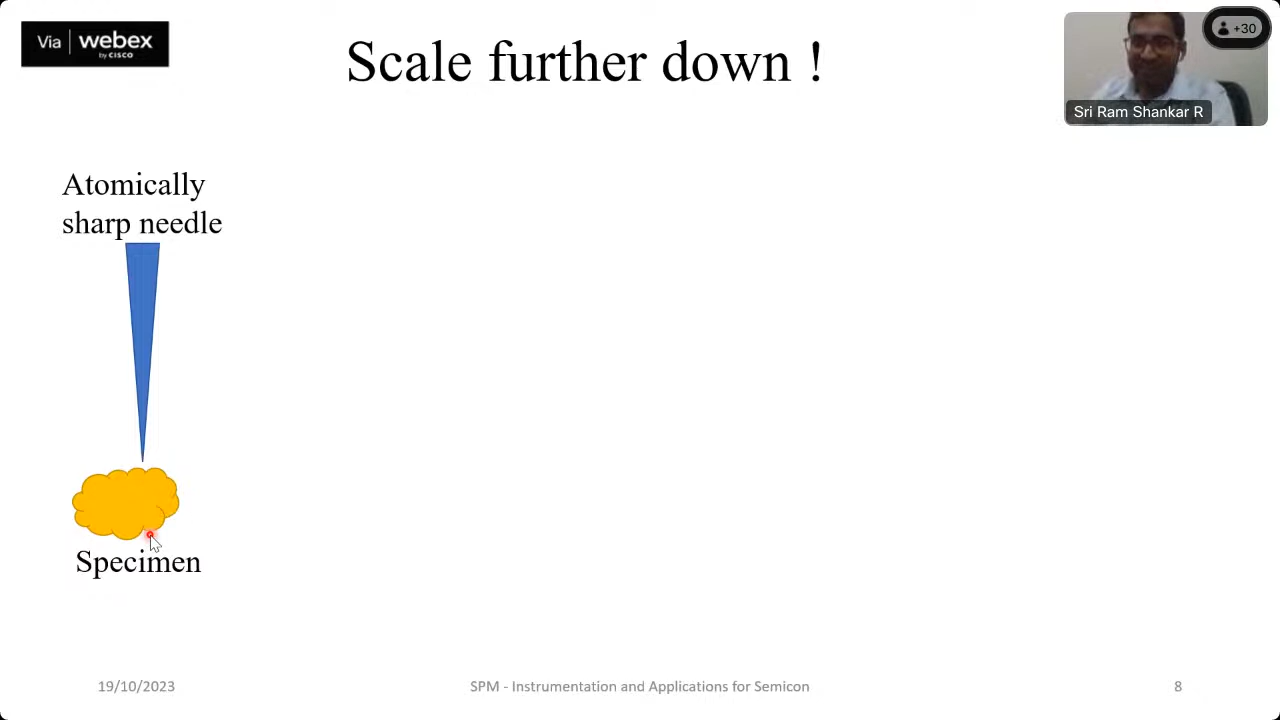 Via webex
by CISCO
Scale further down !
+30
Sri Ram Shankar R
Atomically
sharp needle
Specimen
19/10/2023
SPM - Instrumentation and Applications for Semicon
8